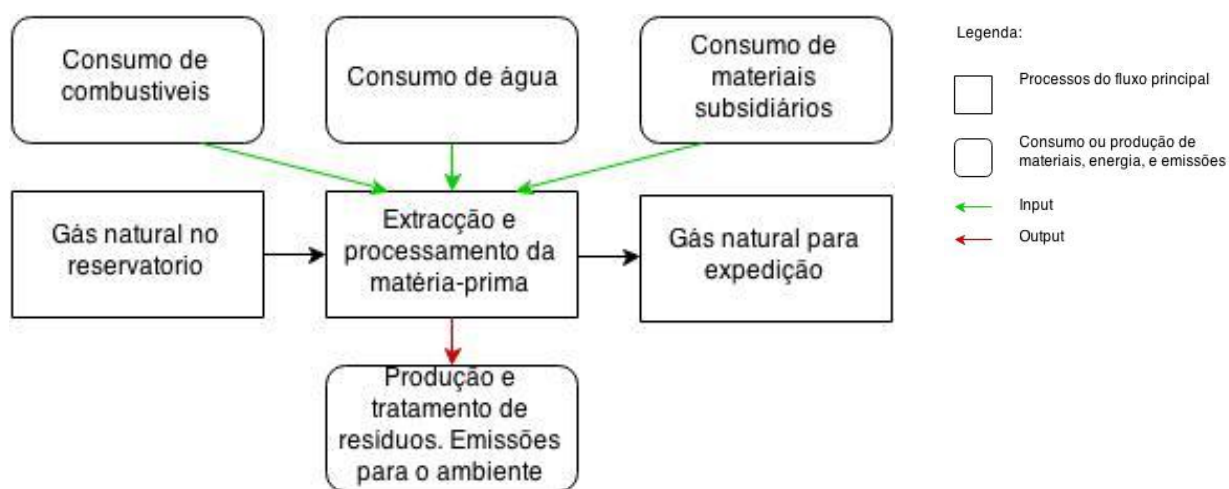 Consumo de
combustiveis
Consumo de água
Consumo de
materiais
subsidiários
Legenda:
Processos do fluxo principal
Consumo ou produção de
materiais, energia, e emissões
Input
Output
Gás natural no
reservatorio
Extracção e
processamento da
matéria-prima
Gás natural para
expedição
Produção e
tratamento de
resíduos. Emissões
para o ambiente